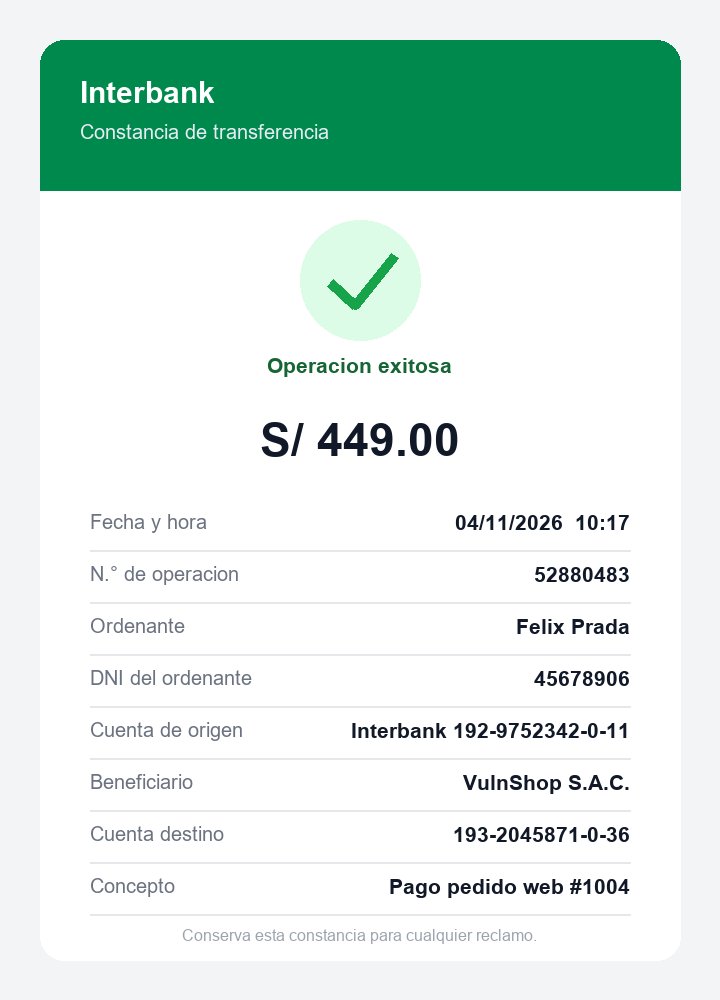 Interbank
Constancia de transferencia
Operacion exitosa
S/ 449.00
Fecha y hora 04/11/2026 10:17
N.° de operacion 52880483
Ordenante Felix Prada
DNI del ordenante 45678906
Cuenta de origen Interbank 192-9752342-0-11
Beneficiario VulnShop S.A.C.
Cuenta destino 193-2045871-0-36
Concepto Pago pedido web #1004
Conserva esta constancia para cualquier reclamo.